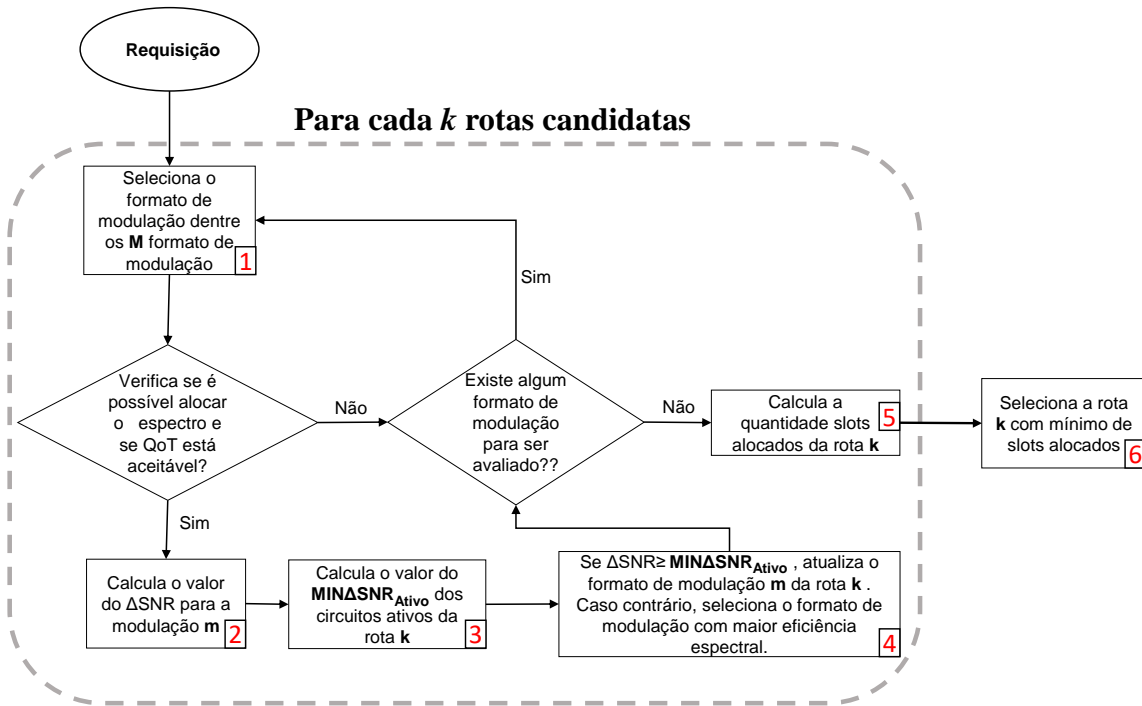 Requisição
Para cada k rotas candidatas
Seleciona o
formato de
modulação dentre
os M formato de
modulação
1
Sim
Verifica se é
possível alocar
o espectro e
se QoT está
aceitável?
Não
Existe algum
formato de
modulação
para ser
avaliado??
Não
Calcula a
quantidade slots
alocados da rota k
5
Seleciona a rota
k com mínimo de
slots alocados
6
Sim
Calcula o valor
do ΔSNR para a
modulação m
2
Calcula o valor do
MINΔSNR_Ativo dos
circuitos ativos da
rota k
3
Se ΔSNR≥ MINΔSNR_Ativo , atualiza o
formato de modulação m da rota k .
Caso contrário, seleciona o formato de
modulação com maior eficiência
espectral.
4